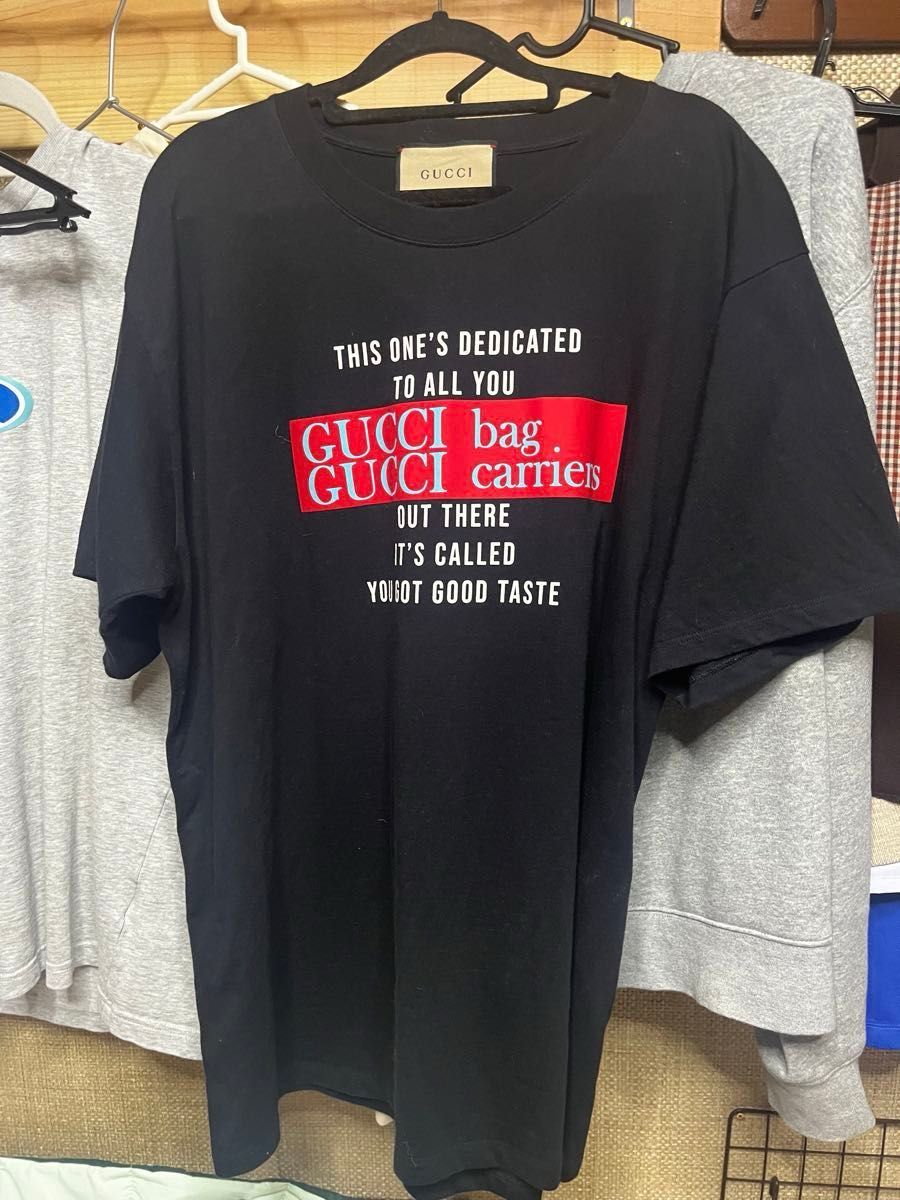 GUCCI
THIS ONE'S DEDICATED
TO ALL YOU
GUCCI bag
GUCCI carriers
OUT THERE
IT'S CALLED
YOU GOT GOOD TASTE